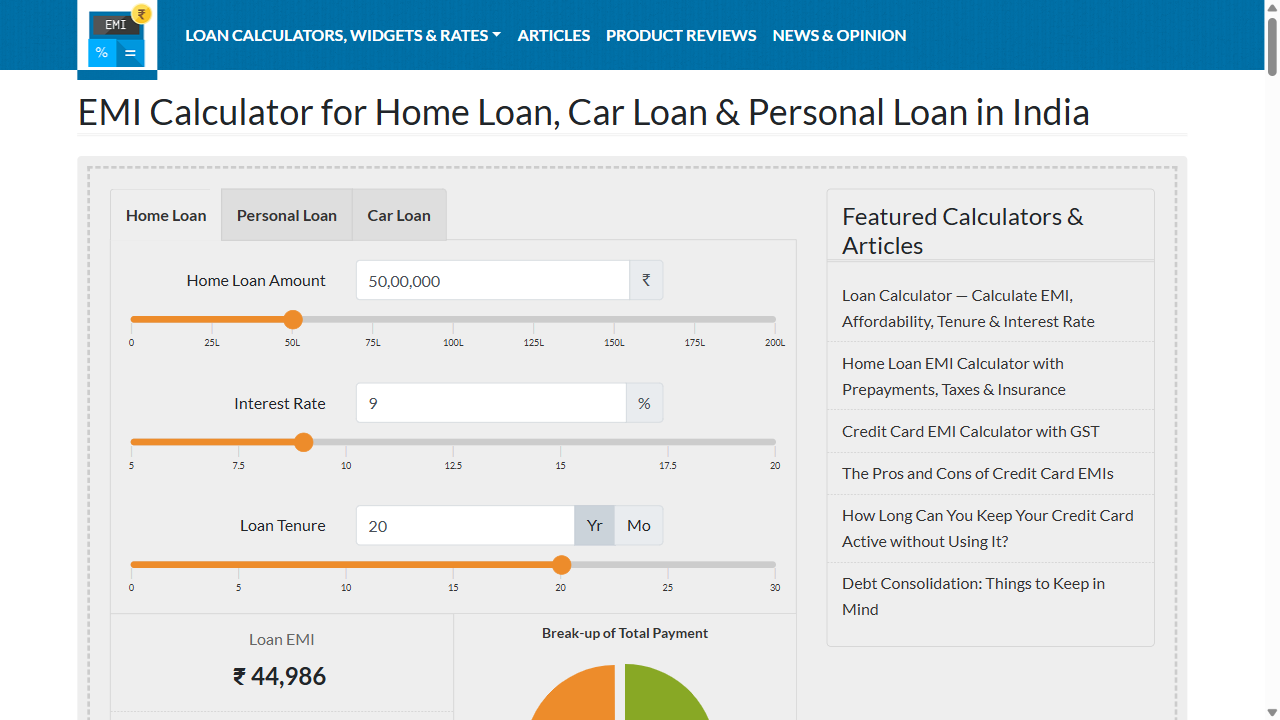 EMI
₹
%
=
LOAN CALCULATORS, WIDGETS & RATES
ARTICLES
PRODUCT REVIEWS
NEWS & OPINION
EMI Calculator for Home Loan, Car Loan & Personal Loan in India
Home Loan
Personal Loan
Car Loan
Home Loan Amount
50,00,000
₹
0 25L 50L 75L 100L 125L 150L 175L 200L
Interest Rate
9
%
5 7.5 10 12.5 15 17.5 20
Loan Tenure
20
Yr
Mo
0 5 10 15 20 25 30
Loan EMI
₹ 44,986
Break-up of Total Payment
Featured Calculators &
Articles
Loan Calculator — Calculate EMI,
Affordability, Tenure & Interest Rate
Home Loan EMI Calculator with
Prepayments, Taxes & Insurance
Credit Card EMI Calculator with GST
The Pros and Cons of Credit Card EMIs
How Long Can You Keep Your Credit Card
Active without Using It?
Debt Consolidation: Things to Keep in
Mind